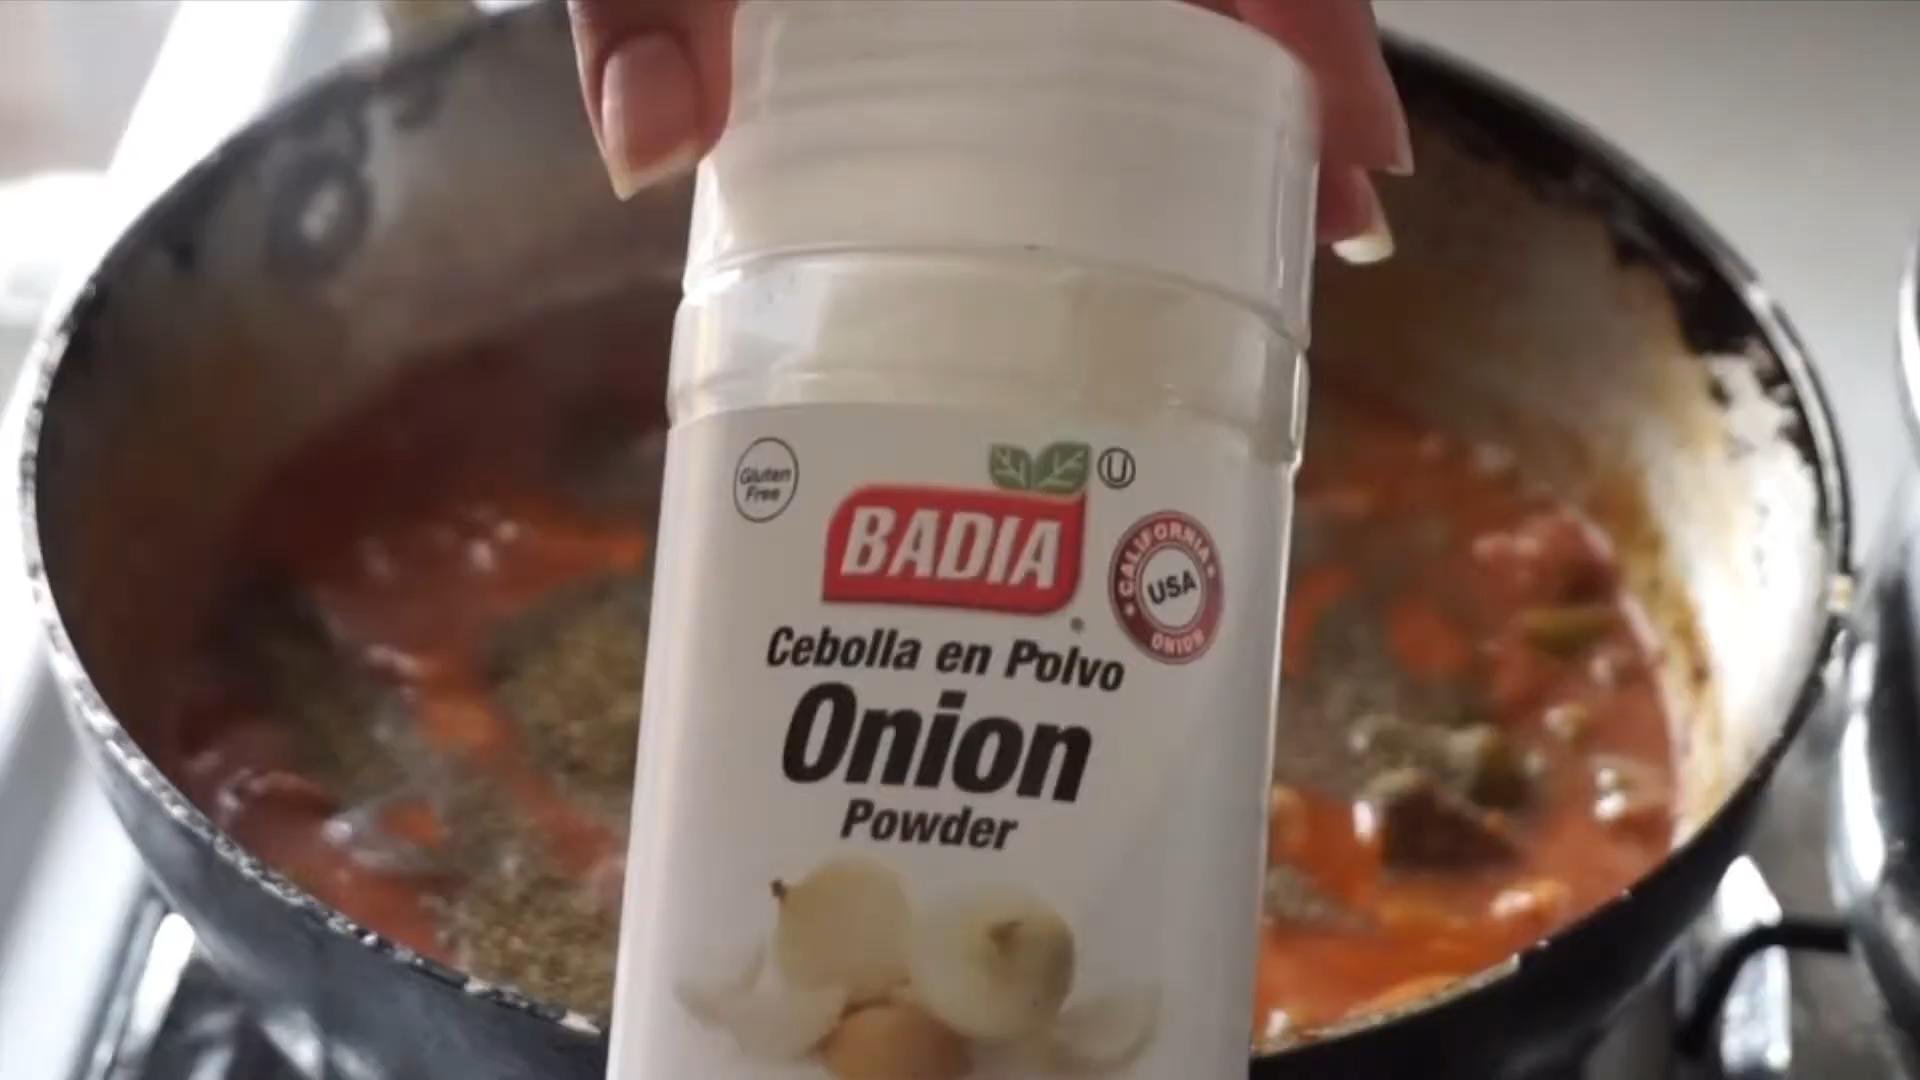 Gluten
Free
U
BADIA
CALIFORNIA
USA
ONION
Cebolla en Polvo
Onion
Powder